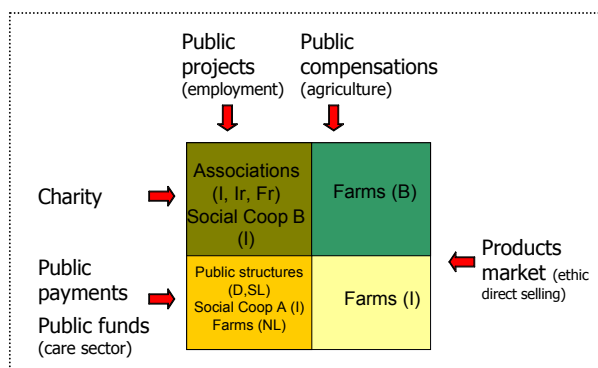 Public
projects
(employment)
Public
compensations
(agriculture)
Charity
Associations
(I, Ir, Fr)
Social Coop B
(I)
Farms (B)
Public
payments
Public funds
(care sector)
Public structures
(D,SL)
Social Coop A (I)
Farms (NL)
Farms (I)
Products
market (ethic
direct selling)